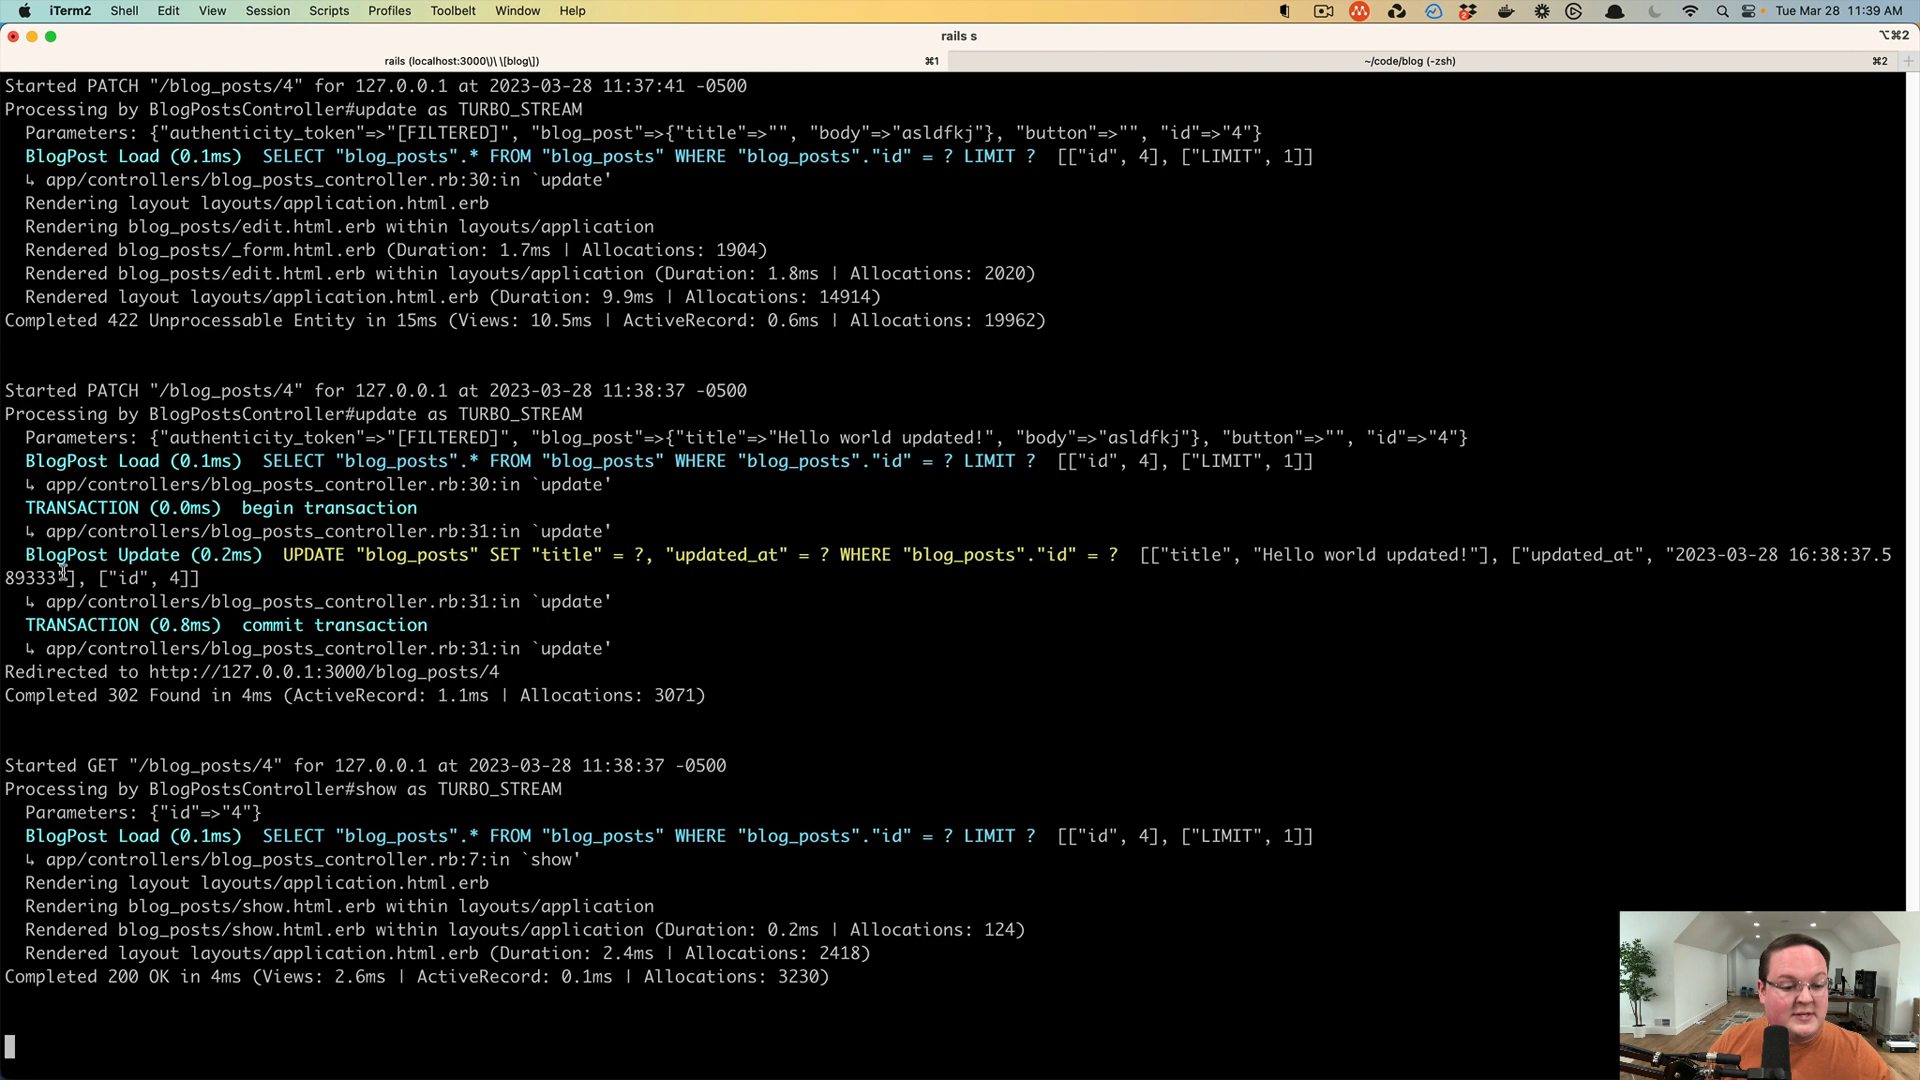 iTerm2 Shell Edit View Session Scripts Profiles Toolbelt Window Help Tue Mar 28 11:39 AM
rails s ⌥⌘2
rails (localhost:3000\)\ \[blog\]) ⌘1 ~/code/blog (-zsh) ⌘2
Started PATCH "/blog_posts/4" for 127.0.0.1 at 2023-03-28 11:37:41 -0500
Processing by BlogPostsController#update as TURBO_STREAM
Parameters: {"authenticity_token"=>"[FILTERED]", "blog_post"=>{"title"=>"", "body"=>"asldfkj"}, "button"=>"", "id"=>"4"}
BlogPost Load (0.1ms)  SELECT "blog_posts".* FROM "blog_posts" WHERE "blog_posts"."id" = ? LIMIT ?  [["id", 4], ["LIMIT", 1]]
↳ app/controllers/blog_posts_controller.rb:30:in `update'
Rendering layout layouts/application.html.erb
Rendering blog_posts/edit.html.erb within layouts/application
Rendered blog_posts/_form.html.erb (Duration: 1.7ms | Allocations: 1904)
Rendered blog_posts/edit.html.erb within layouts/application (Duration: 1.8ms | Allocations: 2020)
Rendered layout layouts/application.html.erb (Duration: 9.9ms | Allocations: 14914)
Completed 422 Unprocessable Entity in 15ms (Views: 10.5ms | ActiveRecord: 0.6ms | Allocations: 19962)
Started PATCH "/blog_posts/4" for 127.0.0.1 at 2023-03-28 11:38:37 -0500
Processing by BlogPostsController#update as TURBO_STREAM
Parameters: {"authenticity_token"=>"[FILTERED]", "blog_post"=>{"title"=>"Hello world updated!", "body"=>"asldfkj"}, "button"=>"", "id"=>"4"}
BlogPost Load (0.1ms)  SELECT "blog_posts".* FROM "blog_posts" WHERE "blog_posts"."id" = ? LIMIT ?  [["id", 4], ["LIMIT", 1]]
↳ app/controllers/blog_posts_controller.rb:30:in `update'
TRANSACTION (0.0ms)  begin transaction
↳ app/controllers/blog_posts_controller.rb:31:in `update'
BlogPost Update (0.2ms)  UPDATE "blog_posts" SET "title" = ?, "updated_at" = ? WHERE "blog_posts"."id" = ?  [["title", "Hello world updated!"], ["updated_at", "2023-03-28 16:38:37.5
89333"], ["id", 4]]
↳ app/controllers/blog_posts_controller.rb:31:in `update'
TRANSACTION (0.8ms)  commit transaction
↳ app/controllers/blog_posts_controller.rb:31:in `update'
Redirected to http://127.0.0.1:3000/blog_posts/4
Completed 302 Found in 4ms (ActiveRecord: 1.1ms | Allocations: 3071)
Started GET "/blog_posts/4" for 127.0.0.1 at 2023-03-28 11:38:37 -0500
Processing by BlogPostsController#show as TURBO_STREAM
Parameters: {"id"=>"4"}
BlogPost Load (0.1ms)  SELECT "blog_posts".* FROM "blog_posts" WHERE "blog_posts"."id" = ? LIMIT ?  [["id", 4], ["LIMIT", 1]]
↳ app/controllers/blog_posts_controller.rb:7:in `show'
Rendering layout layouts/application.html.erb
Rendering blog_posts/show.html.erb within layouts/application
Rendered blog_posts/show.html.erb within layouts/application (Duration: 0.2ms | Allocations: 124)
Rendered layout layouts/application.html.erb (Duration: 2.4ms | Allocations: 2418)
Completed 200 OK in 4ms (Views: 2.6ms | ActiveRecord: 0.1ms | Allocations: 3230)